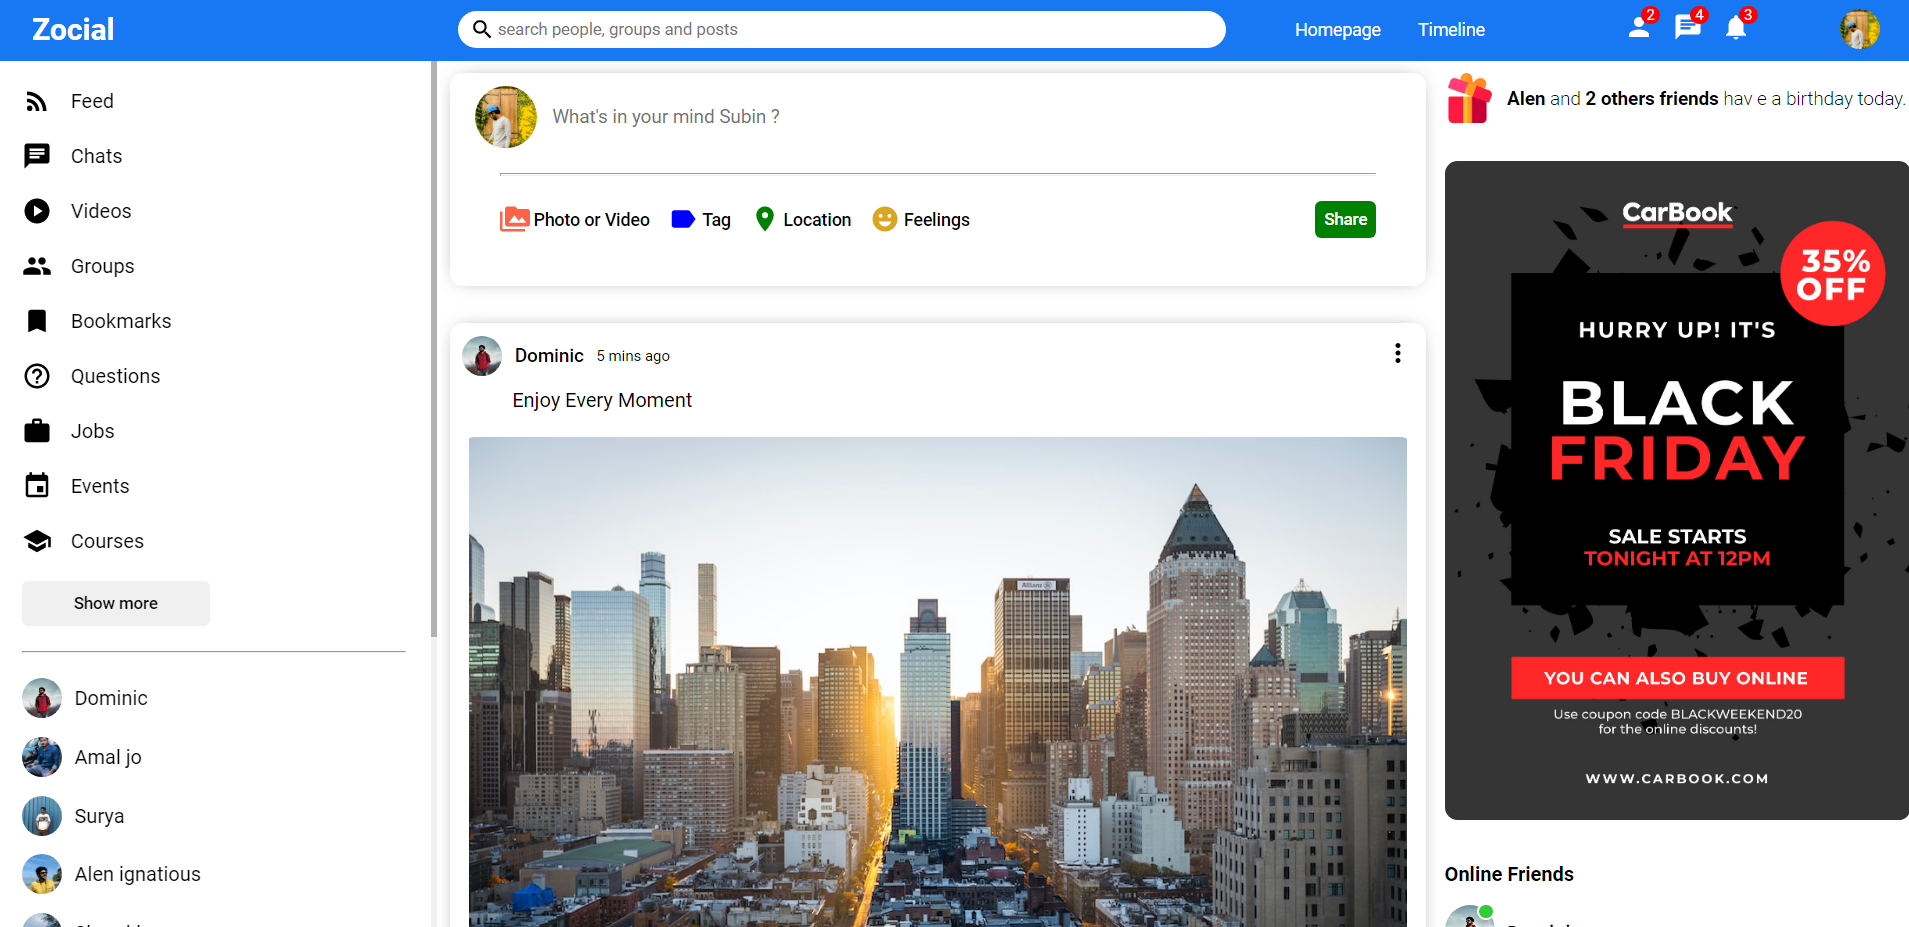 Zocial
search people, groups and posts
Homepage
Timeline
2
4
3
Feed
Chats
Videos
Groups
Bookmarks
Questions
Jobs
Events
Courses
Show more
Dominic
Amal jo
Surya
Alen ignatious
What's in your mind Subin ?
Photo or Video
Tag
Location
Feelings
Share
Dominic 5 mins ago
Enjoy Every Moment
Allianz
Alen and 2 others friends hav e a birthday today.
CarBook
35%
OFF
HURRY UP! IT'S
BLACK
FRIDAY
SALE STARTS
TONIGHT AT 12PM
YOU CAN ALSO BUY ONLINE
Use coupon code BLACKWEEKEND20
for the online discounts!
WWW.CARBOOK.COM
Online Friends